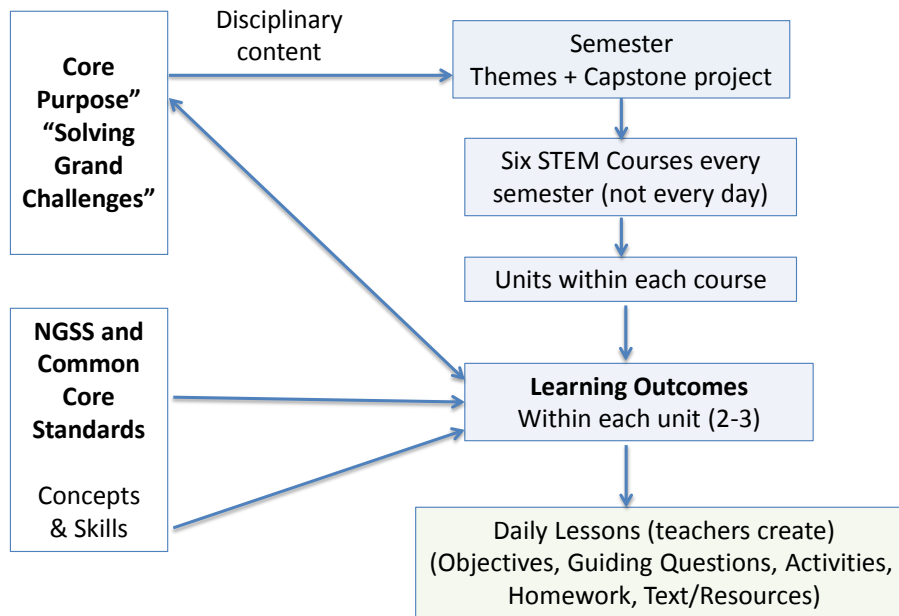 Core
Purpose”
“Solving
Grand
Challenges”
Disciplinary
content
Semester
Themes + Capstone project
Six STEM Courses every
semester (not every day)
Units within each course
NGSS and
Common
Core
Standards
Concepts
& Skills
Learning Outcomes
Within each unit (2-3)
Daily Lessons (teachers create)
(Objectives, Guiding Questions, Activities,
Homework, Text/Resources)